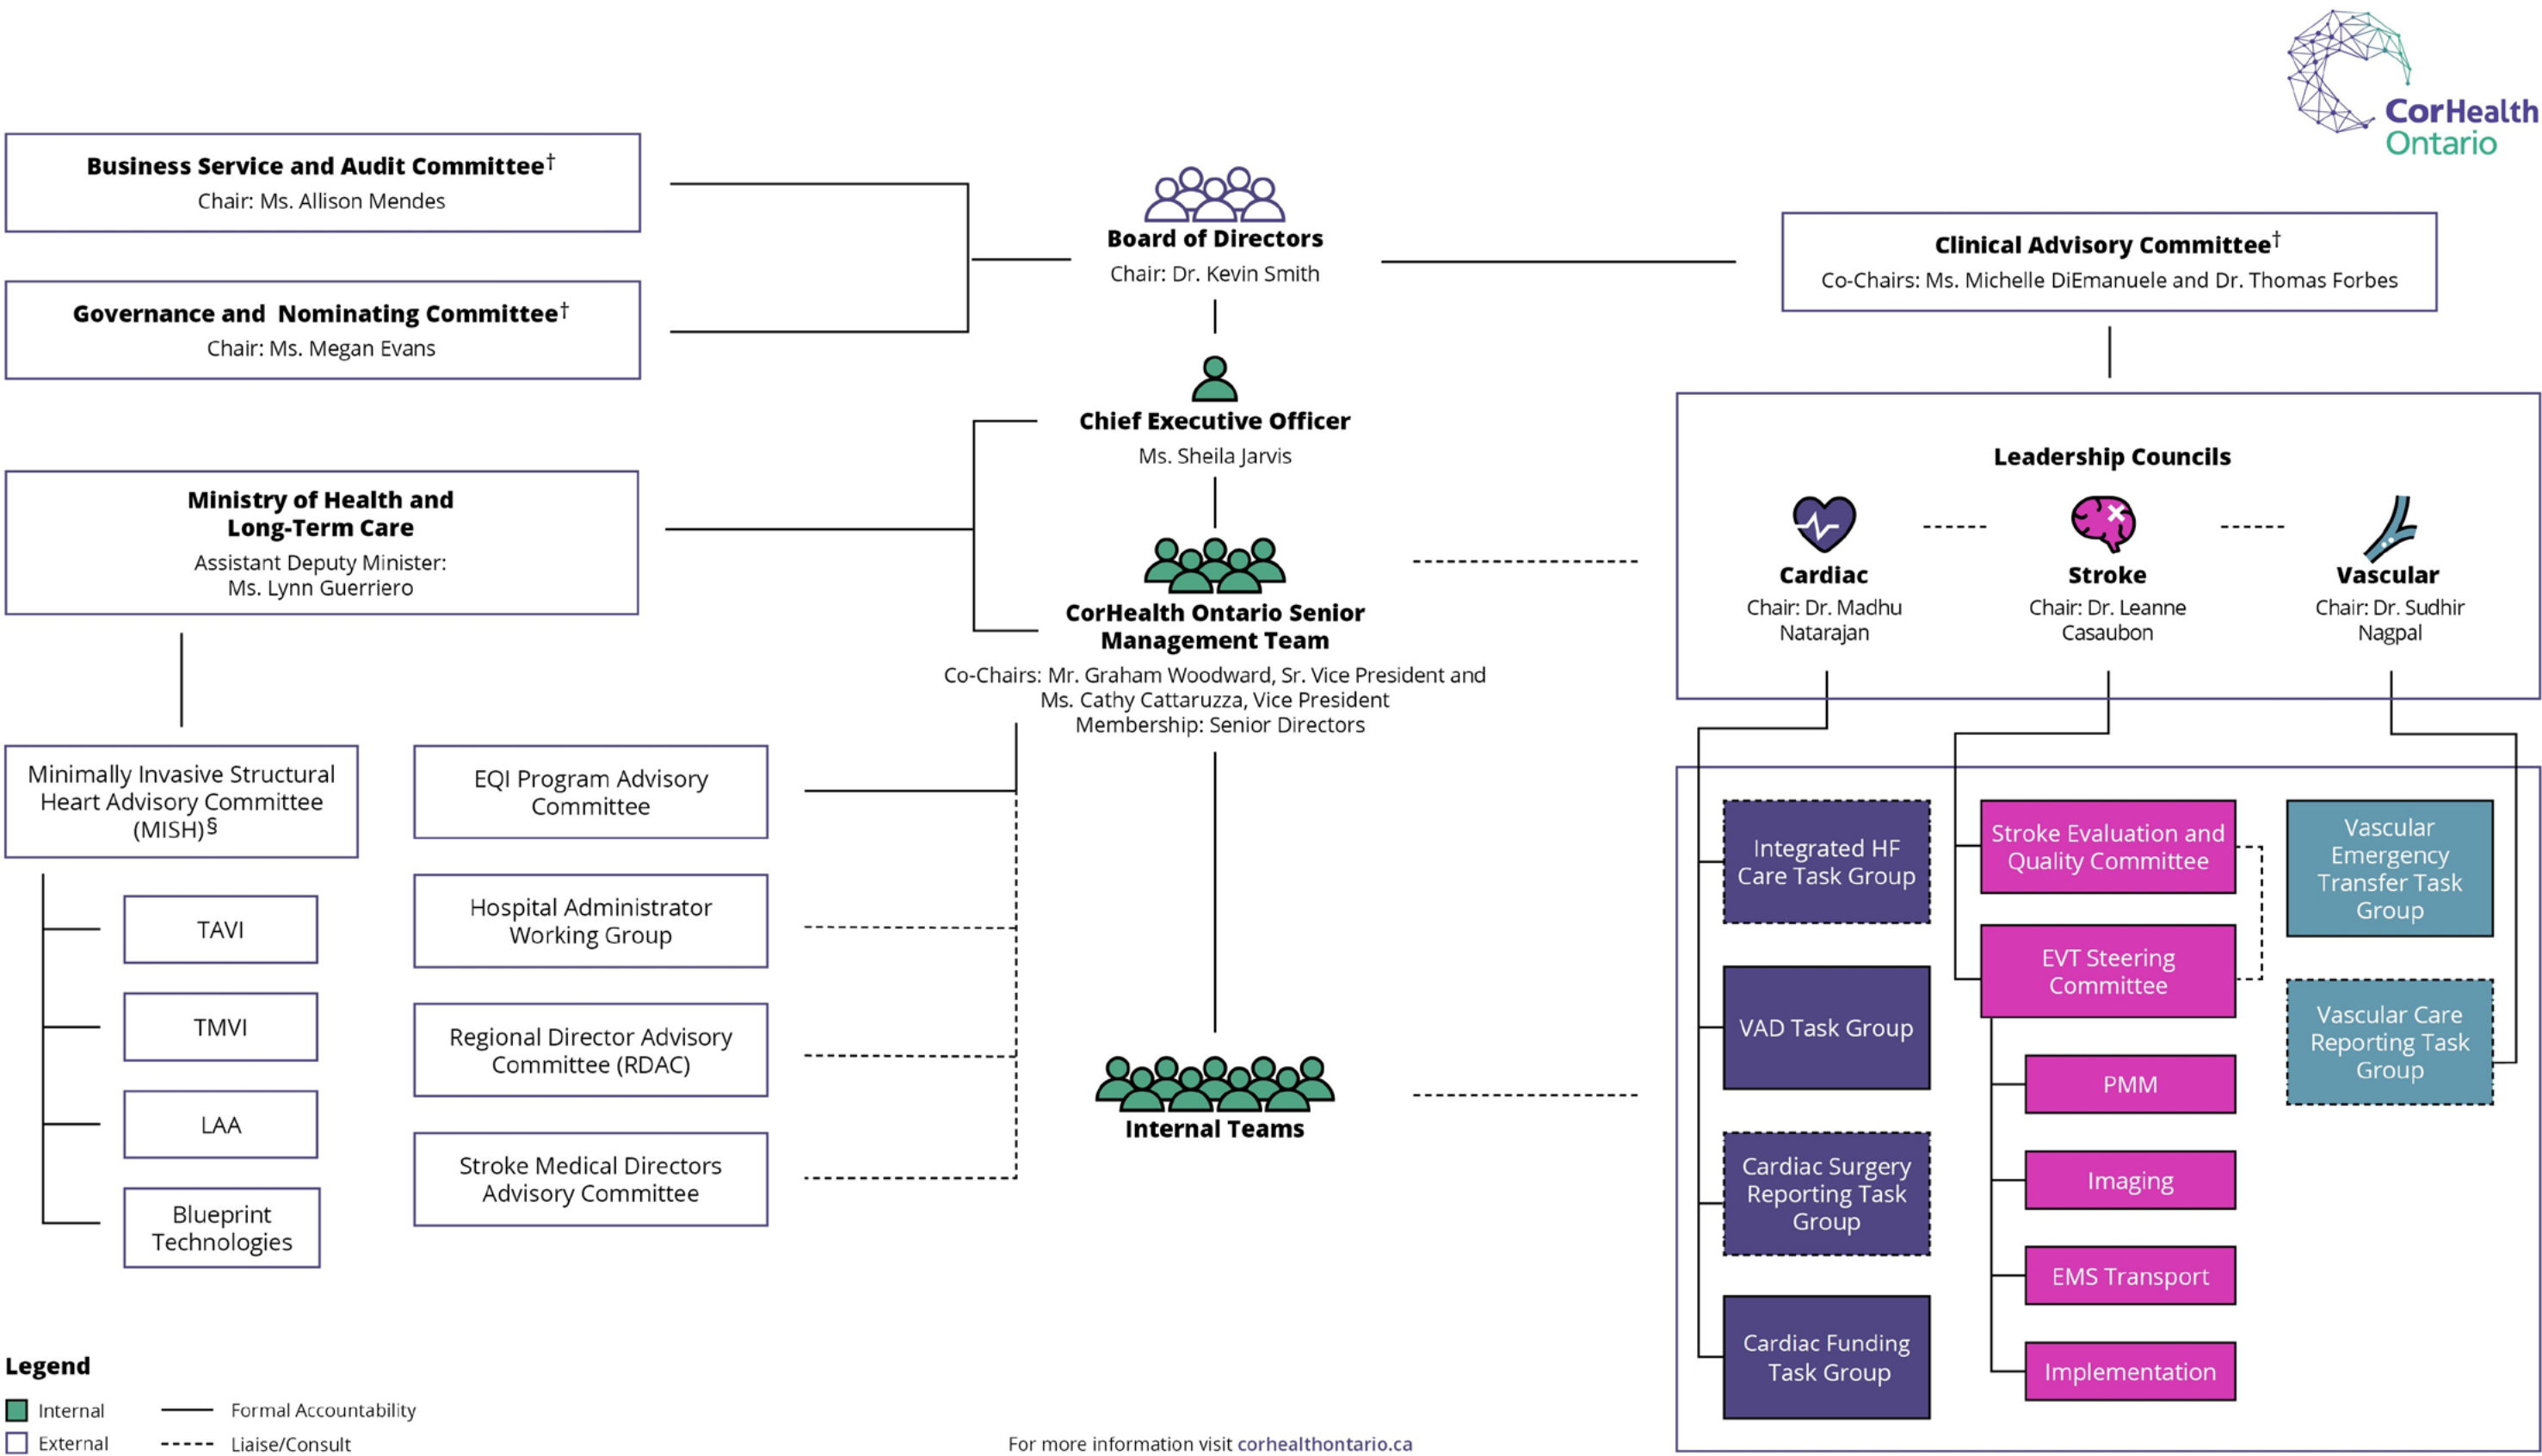 CorHealth
Ontario
Business Service and Audit Committee†
Chair: Ms. Allison Mendes
Governance and Nominating Committee†
Chair: Ms. Megan Evans
Board of Directors
Chair: Dr. Kevin Smith
Clinical Advisory Committee†
Co-Chairs: Ms. Michelle DiEmanuele and Dr. Thomas Forbes
Chief Executive Officer
Ms. Sheila Jarvis
Ministry of Health and
Long-Term Care
Assistant Deputy Minister:
Ms. Lynn Guerriero
CorHealth Ontario Senior
Management Team
Co-Chairs: Mr. Graham Woodward, Sr. Vice President and
Ms. Cathy Cattaruzza, Vice President
Membership: Senior Directors
Leadership Councils
Cardiac
Chair: Dr. Madhu
Natarajan
Stroke
Chair: Dr. Leanne
Casaubon
Vascular
Chair: Dr. Sudhir
Nagpal
Minimally Invasive Structural
Heart Advisory Committee
(MISH)§
TAVI
TMVI
LAA
Blueprint
Technologies
EQI Program Advisory
Committee
Hospital Administrator
Working Group
Regional Director Advisory
Committee (RDAC)
Stroke Medical Directors
Advisory Committee
Internal Teams
Integrated HF
Care Task Group
VAD Task Group
Cardiac Surgery
Reporting Task
Group
Cardiac Funding
Task Group
Stroke Evaluation and
Quality Committee
EVT Steering
Committee
PMM
Imaging
EMS Transport
Implementation
Vascular
Emergency
Transfer Task
Group
Vascular Care
Reporting Task
Group
Legend
Internal
Formal Accountability
External
Liaise/Consult
For more information visit corhealthontario.ca